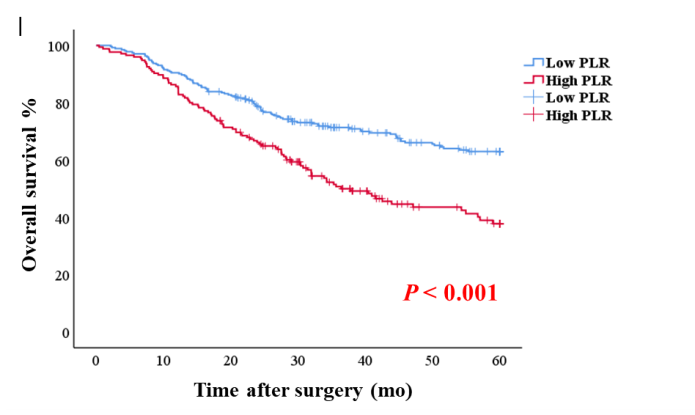 |
Overall survival %
100
80
60
40
20
0
Low PLR
High PLR
Low PLR
High PLR
P < 0.001
0 10 20 30 40 50 60
Time after surgery (mo)